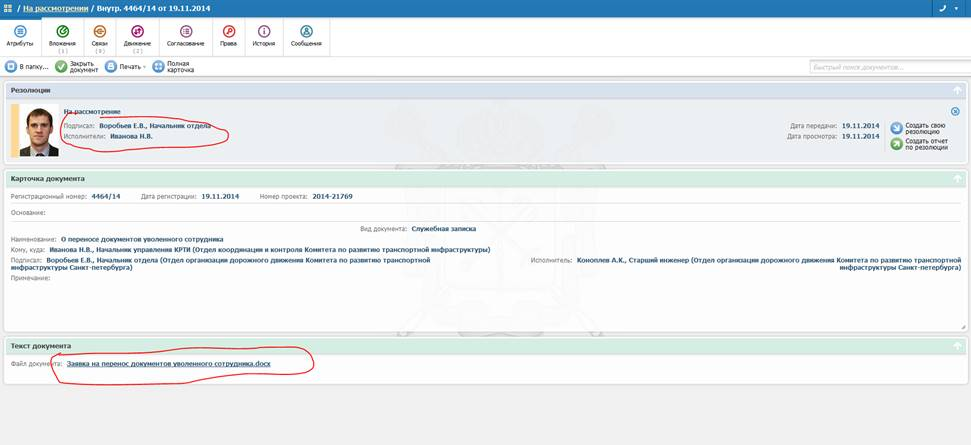 / На рассмотрении / Внутр. 4464/14 от 19.11.2014
Атрибуты
Вложения
(1)
Связи
(0)
Движение
(2)
Согласование
Права
История
Сообщения
В папку...
Закрыть документ
Печать
Полная карточка
Быстрый поиск документов...
Резолюции
На рассмотрение
Подписал: Воробьев Е.В., Начальник отдела
Исполнители: Иванова Н.В.
Дата передачи: 19.11.2014
Дата просмотра: 19.11.2014
Создать свою резолюцию
Создать отчет по резолюции
Карточка документа
Регистрационный номер: 4464/14 Дата регистрации: 19.11.2014 Номер проекта: 2014-21769
Основание:
Вид документа: Служебная записка
Наименование: О переносе документов уволенного сотрудника
Кому, куда: Иванова Н.В., Начальник управления КРТИ (Отдел координации и контроля Комитета по развитию транспортной инфраструктуры)
Подписал: Воробьев Е.В., Начальник отдела (Отдел организации дорожного движения Комитета по развитию транспортной
инфраструктуры Санкт-петербурга)
Исполнитель: Коноплев А.К., Старший инженер (Отдел организации дорожного движения Комитета по развитию транспортной
инфраструктуры Санкт-петербурга)
Примечание:
Текст документа
Файл документа: Заявка на перенос документов уволенного сотрудника.docx